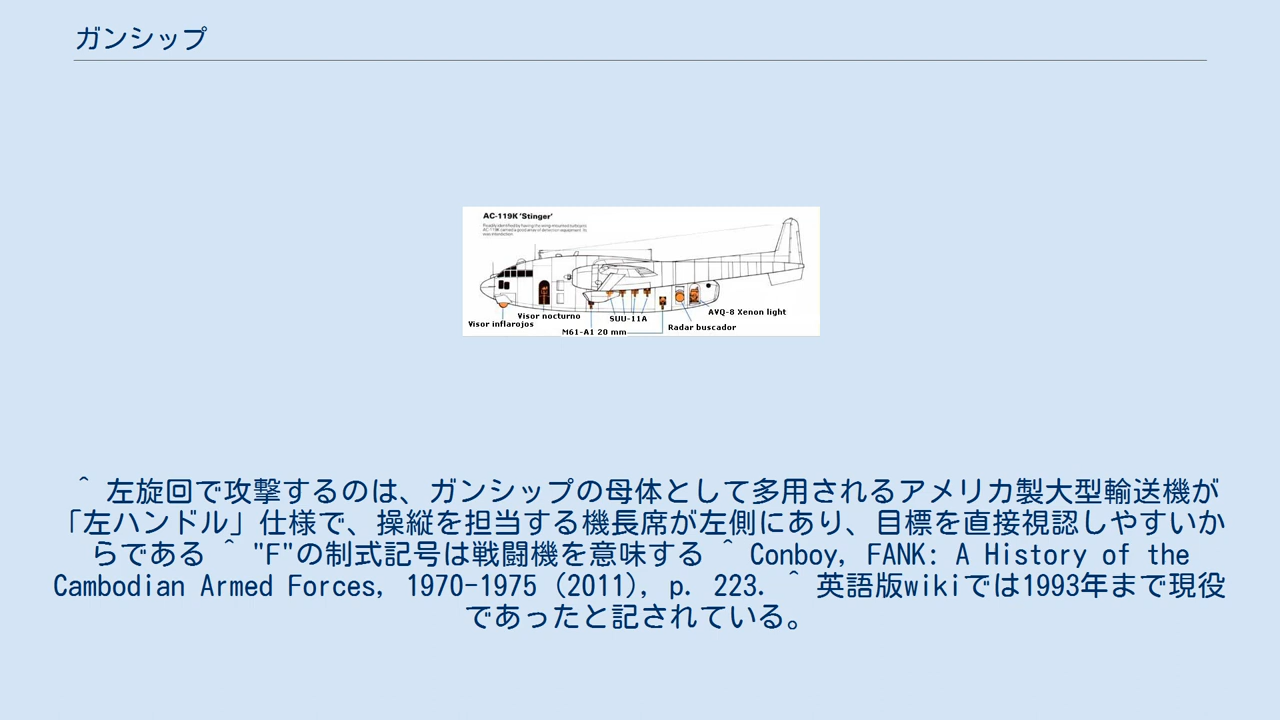 ガンシップ
AC-119K 'Stinger'
Visor nocturno
Visor inflarojos
SUU-11A
M61-A1 20 mm
Radar buscador
AVQ-8 Xenon light
^ 左旋回で攻撃するのは、ガンシップの母体として多用されるアメリカ製大型輸送機が
「左ハンドル」仕様で、操縦を担当する機長席が左側にあり、目標を直接視認しやすいか
らである ^ "F"の制式記号は戦闘機を意味する ^ Conboy, FANK: A History of the
Cambodian Armed Forces, 1970-1975 (2011), p. 223. ^ 英語版wikiでは1993年まで現役
であったと記されている。